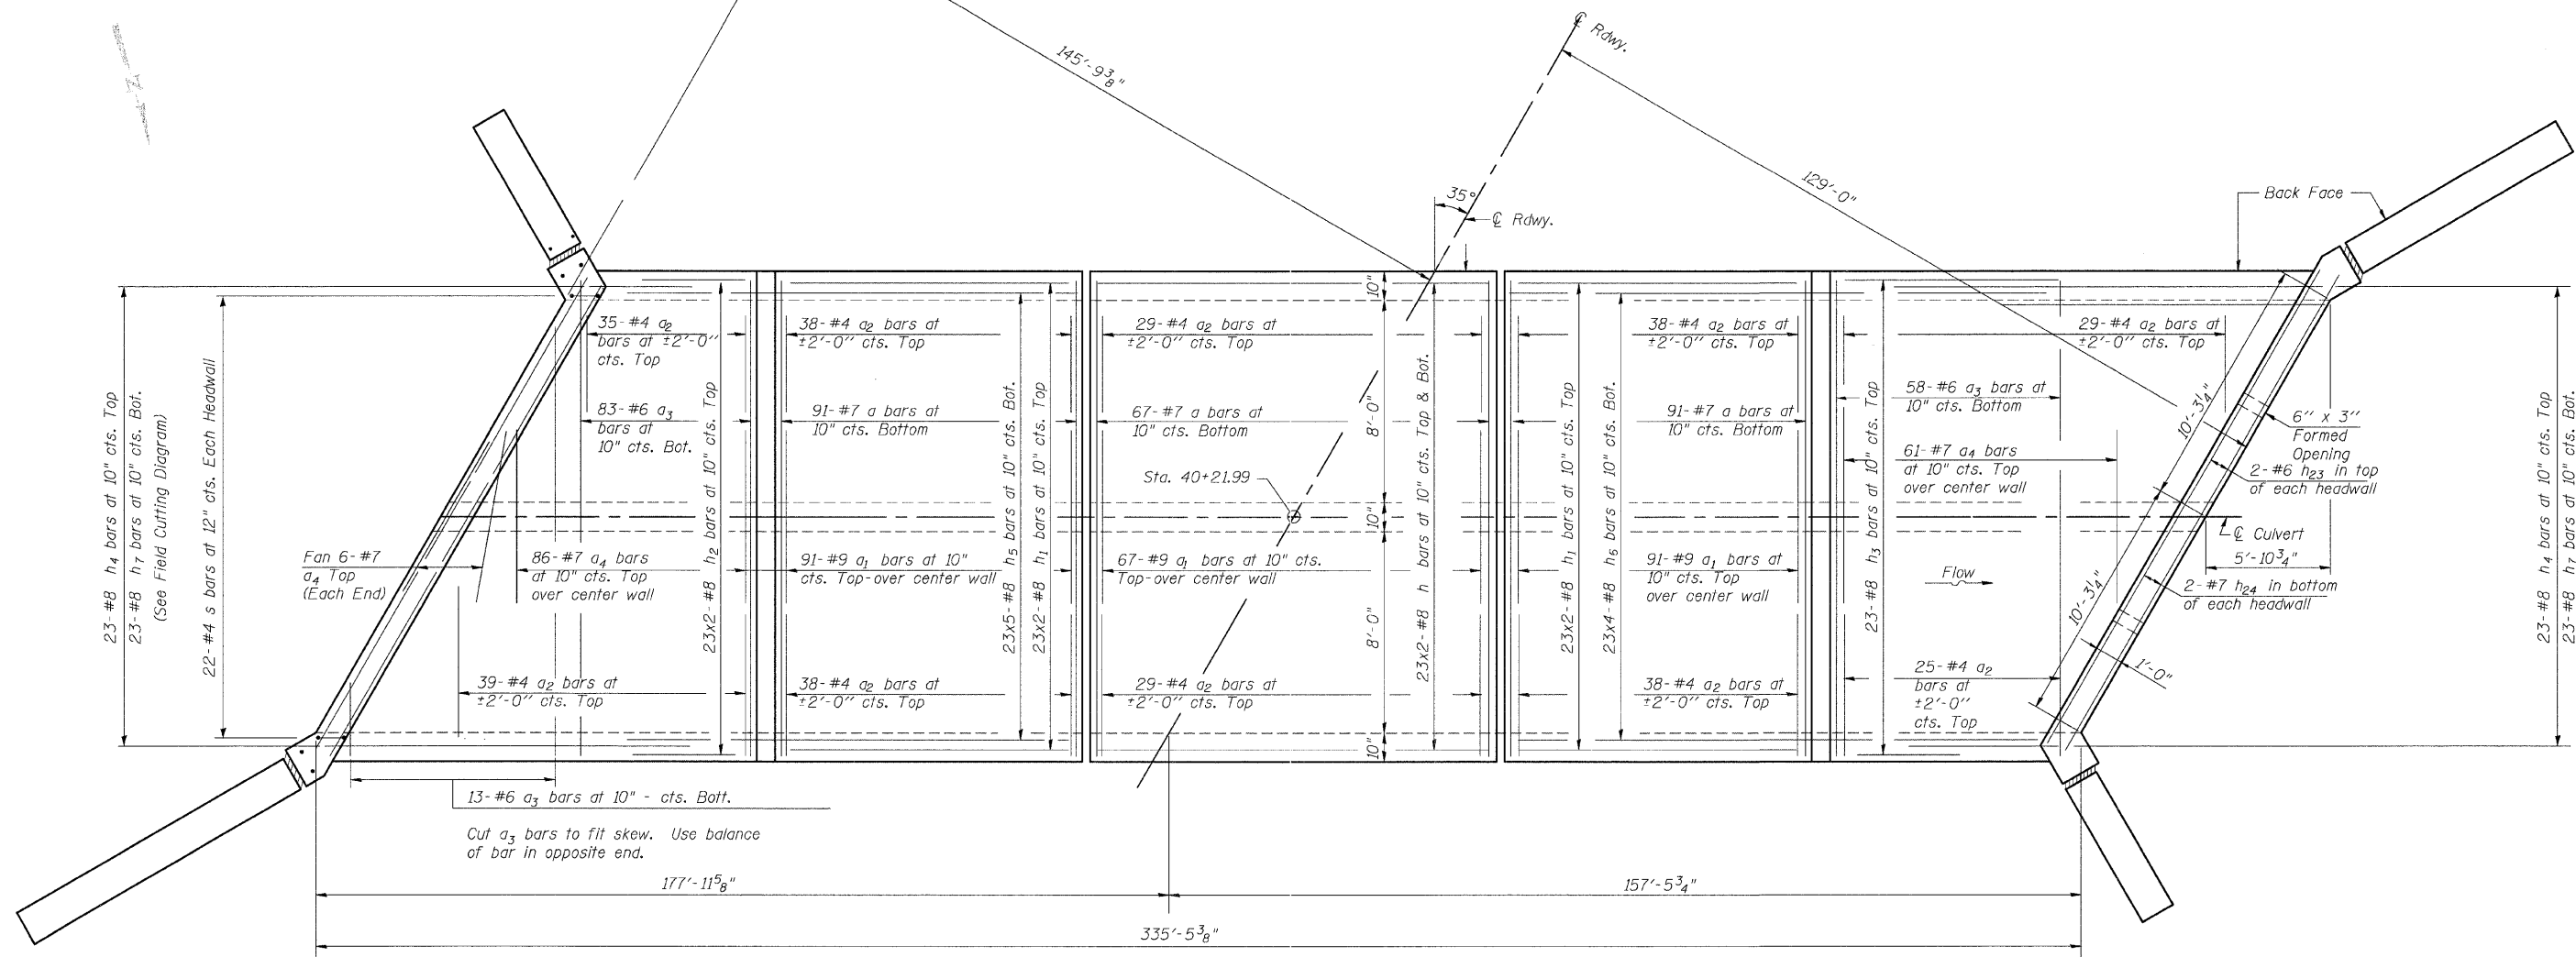 145'-9 3/8"
℄ Rdwy.
35°
℄ Rdwy.
129'-0"
Back Face
23-#8 h4 bars at 10" cts. Top
23-#8 h7 bars at 10" cts. Bot.
(See Field Cutting Diagram)
22-#4 s bars at 12" cts. Each Headwall
35-#4 a2
bars at ±2'-0"
cts. Top
83-#6 a3
bars at
10" cts. Bot.
23x2-#8 h2 bars at 10" cts. Top
38-#4 a2 bars at
±2'-0" cts. Top
91-#7 a bars at
10" cts. Bottom
23x5-#8 h5 bars at 10" cts. Bot.
23x2-#8 h1 bars at 10" cts. Top
29-#4 a2 bars at
±2'-0" cts. Top
67-#7 a bars at
10" cts. Bottom
Sta. 40+21.99
10"
8'-0"
10"
8'-0"
10"
23x2-#8 h bars at 10" cts. Top & Bot.
23x2-#8 h1 bars at 10" cts. Top
23x4-#8 h6 bars at 10" cts. Bot.
38-#4 a2 bars at
±2'-0" cts. Top
91-#7 a bars at
10" cts. Bottom
23-#8 h3 bars at 10" cts. Top
29-#4 a2 bars at
±2'-0" cts. Top
58-#6 a3 bars at
10" cts. Bottom
61-#7 a4 bars
at 10" cts. Top
over center wall
10'-3 1/4"
6" x 3"
Formed
Opening
2-#6 h23 in top
of each headwall
℄ Culvert
5'-10 3/4"
2-#7 h24 in bottom
of each headwall
10'-3 1/4"
1'-0"
23-#8 h4 bars at 10" cts. Top
23-#8 h7 bars at 10" cts. Bot.
Fan 6-#7
a4 Top
(Each End)
86-#7 a4 bars
at 10" cts. Top
over center wall
91-#9 a1 bars at 10"
cts. Top-over center wall
67-#9 a1 bars at 10" cts.
Top-over center wall
91-#9 a1 bars at
10" cts. Top
over center wall
Flow
39-#4 a2 bars at
±2'-0" cts. Top
38-#4 a2 bars at
±2'-0" cts. Top
29-#4 a2 bars at
±2'-0" cts. Top
38-#4 a2 bars at
±2'-0" cts. Top
25-#4 a2
bars at
±2'-0"
cts. Top
13-#6 a3 bars at 10" - cts. Bott.
Cut a3 bars to fit skew. Use balance
of bar in opposite end.
177'-11 5/8"
157'-5 3/4"
335'-5 3/8"